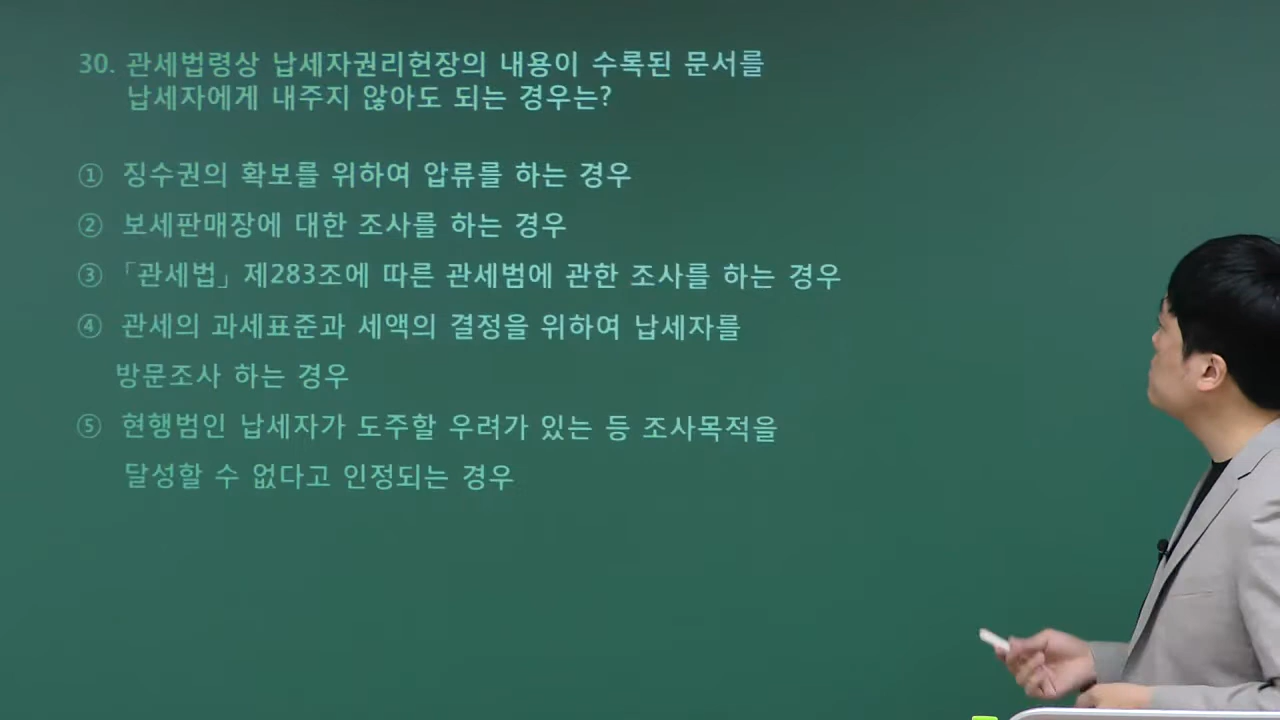 30. 관세법령상 납세자권리헌장의 내용이 수록된 문서를
납세자에게 내주지 않아도 되는 경우는?
① 징수권의 확보를 위하여 압류를 하는 경우
② 보세판매장에 대한 조사를 하는 경우
③ 「관세법」 제283조에 따른 관세범에 관한 조사를 하는 경우
④ 관세의 과세표준과 세액의 결정을 위하여 납세자를
방문조사 하는 경우
⑤ 현행범인 납세자가 도주할 우려가 있는 등 조사목적을
달성할 수 없다고 인정되는 경우